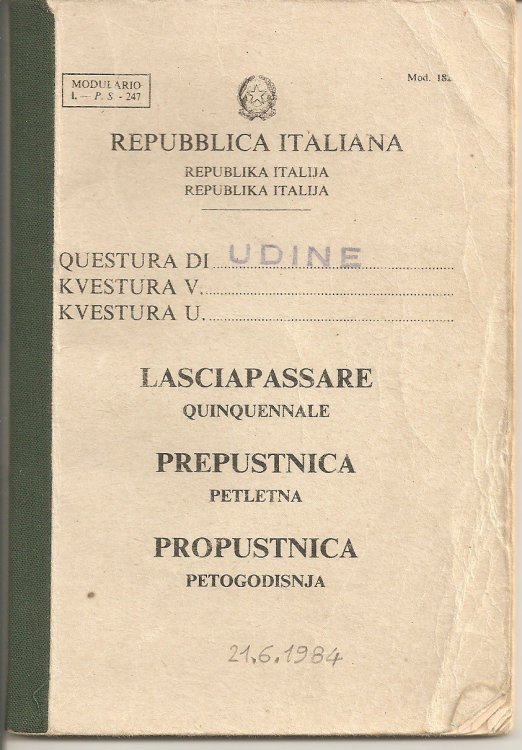 MODULARIO
I. — P. S - 247
Mod. 182
REPUBBLICA ITALIANA
REPUBLIKA ITALIJA
REPUBLIKA ITALIJA
QUESTURA DI UDINE
KVESTURA V.
KVESTURA U.
LASCIAPASSARE
QUINQUENNALE
PREPUSTNICA
PETLETNA
PROPUSTNICA
PETOGODISNJA
21.6.1984